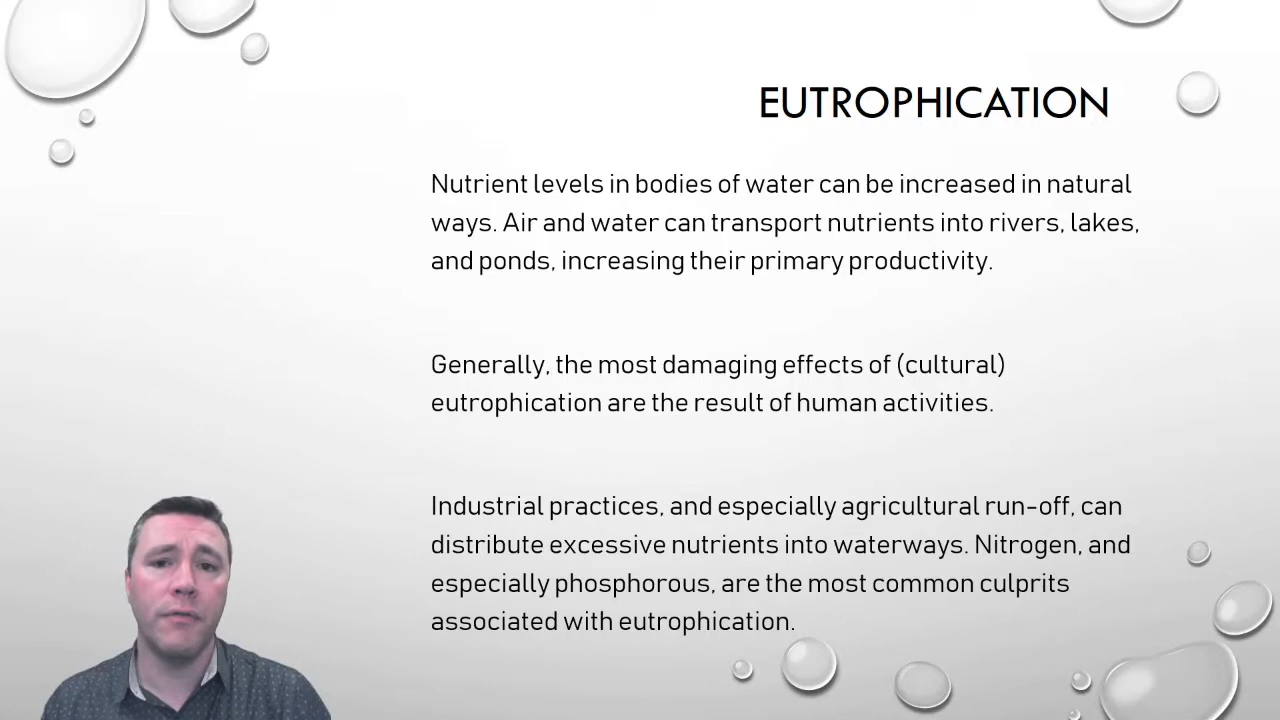 EUTROPHICATION
Nutrient levels in bodies of water can be increased in natural
ways. Air and water can transport nutrients into rivers, lakes,
and ponds, increasing their primary productivity.
Generally, the most damaging effects of (cultural)
eutrophication are the result of human activities.
Industrial practices, and especially agricultural run-off, can
distribute excessive nutrients into waterways. Nitrogen, and
especially phosphorous, are the most common culprits
associated with eutrophication.